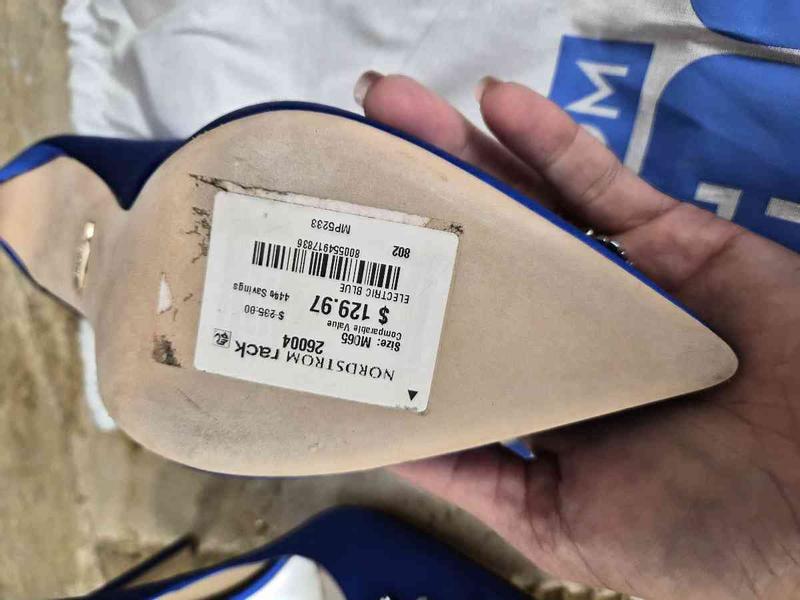 NORDSTROM rack
26004
Size: M065
Comparable Value
$ 235.00
$ 129.97
44% Savings
ELECTRIC BLUE
800554917836
802
MP5233